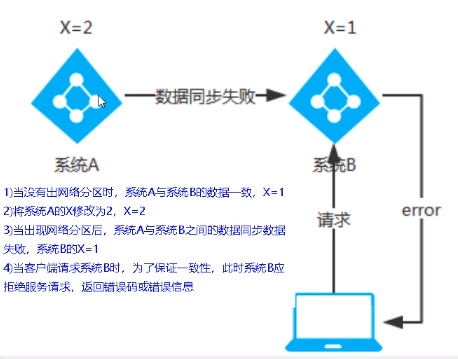 X=2
X=1
数据同步失败
系统A
系统B
1)当没有出网络分区时，系统A与系统B的数据一致，X=1
2)将系统A的X修改为2，X=2
3)当出现网络分区后，系统A与系统B之间的数据同步数据
失败，系统B的X=1
4)当客户端请求系统B时，为了保证一致性，此时系统B应
拒绝服务请求，返回错误码或错误信息
请求
error